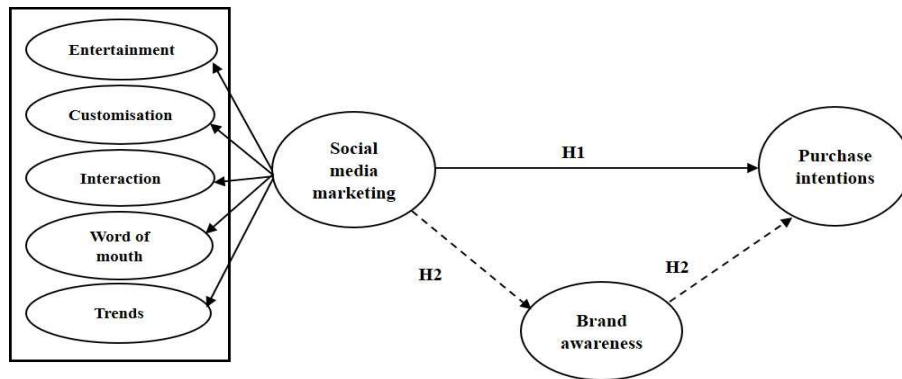 Entertainment
Customisation
Interaction
Word of
mouth
Trends
Social
media
marketing
H1
Purchase
intentions
H2
H2
Brand
awareness